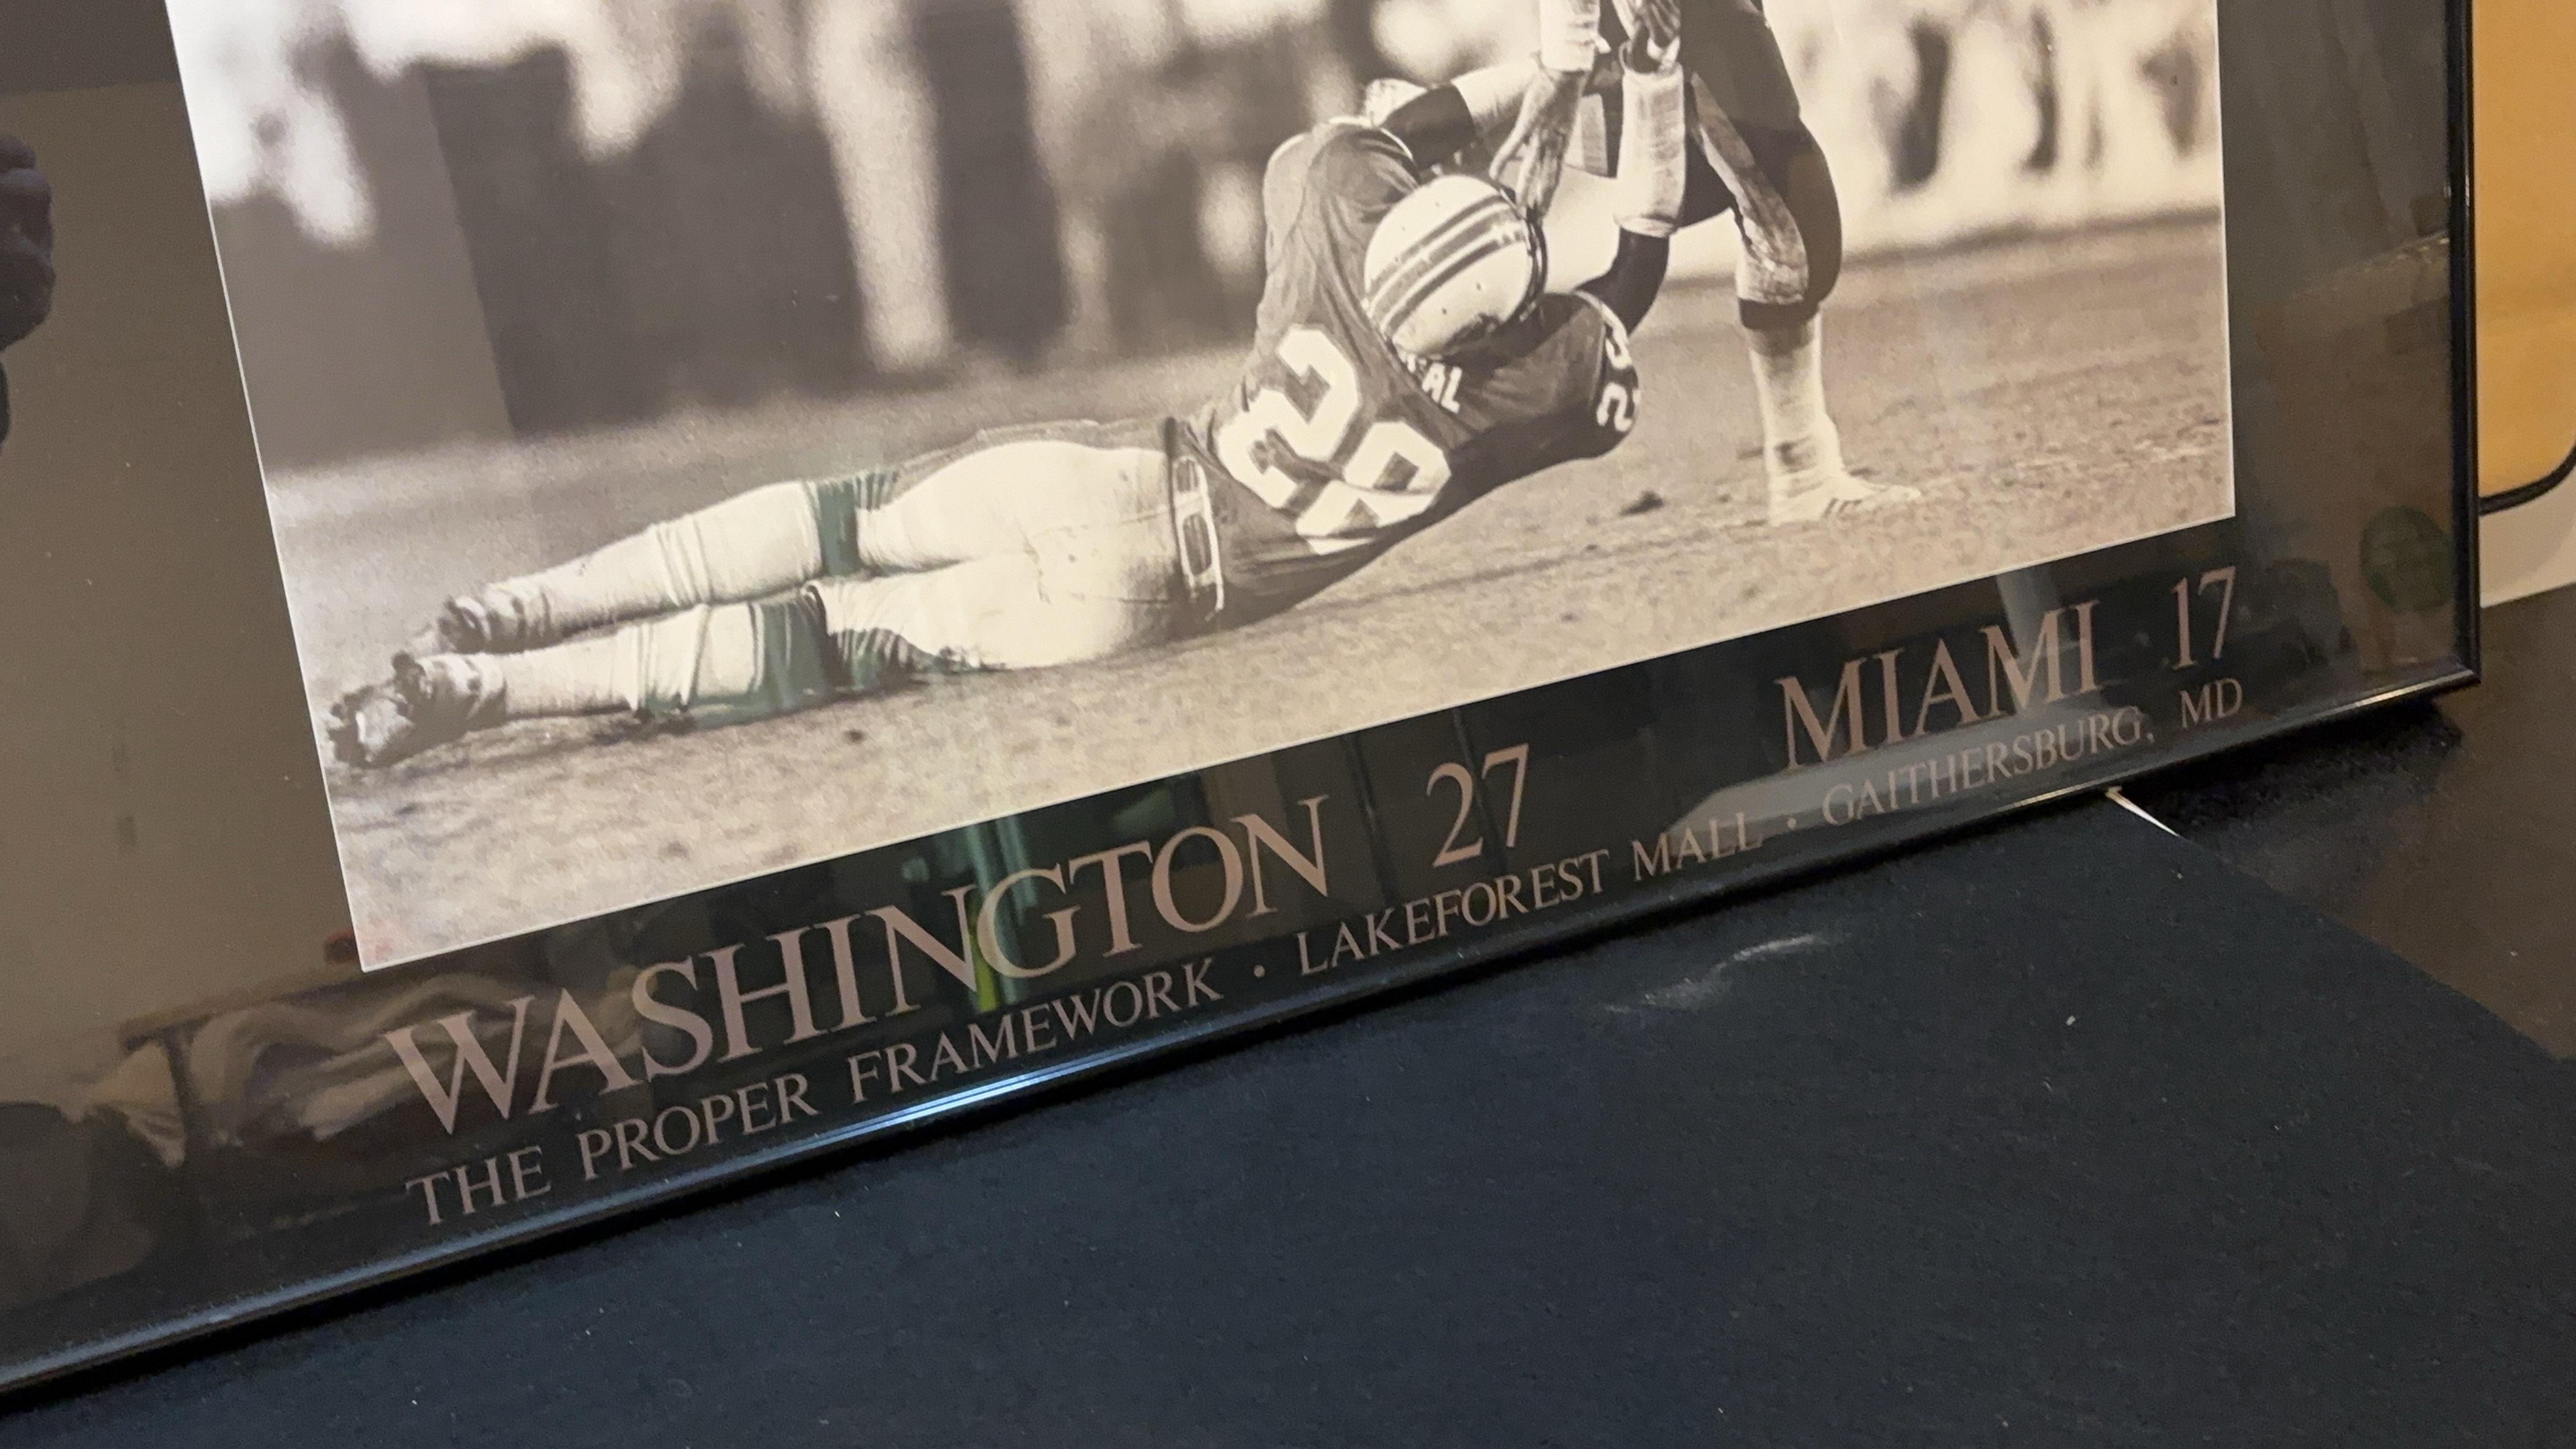 28
WASHINGTON 27 MIAMI 17
THE PROPER FRAMEWORK • LAKEFOREST MALL • GAITHERSBURG, MD